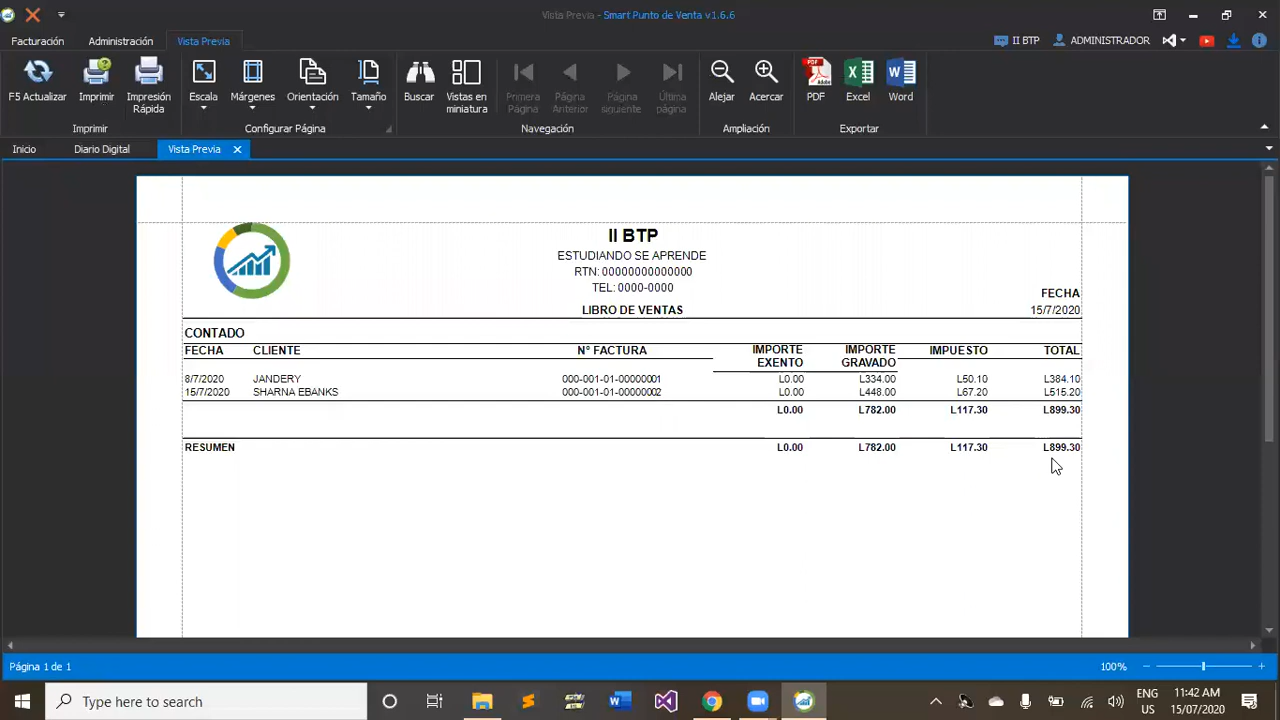 Vista Previa - Smart Punto de Venta v1.6.6
Facturación Administración Vista Previa II BTP ADMINISTRADOR
F5 Actualizar Imprimir Impresión Rápida Escala Márgenes Orientación Tamaño Buscar Vistas en miniatura Primera Página Página Anterior Página siguiente Última página Alejar Acercar PDF Excel Word
Imprimir Configurar Página Navegación Ampliación Exportar
Inicio Diario Digital Vista Previa
II BTP
ESTUDIANDO SE APRENDE
RTN: 00000000000000
TEL: 0000-0000
LIBRO DE VENTAS
FECHA
15/7/2020
CONTADO
FECHA CLIENTE N° FACTURA IMPORTE EXENTO IMPORTE GRAVADO IMPUESTO TOTAL
8/7/2020 JANDERY 000-001-01-00000001 L0.00 L334.00 L50.10 L384.10
15/7/2020 SHARNA EBANKS 000-001-01-00000002 L0.00 L448.00 L67.20 L515.20
L0.00 L782.00 L117.30 L899.30
RESUMEN L0.00 L782.00 L117.30 L899.30
Página 1 de 1 100%
Type here to search ENG US 11:42 AM 15/07/2020